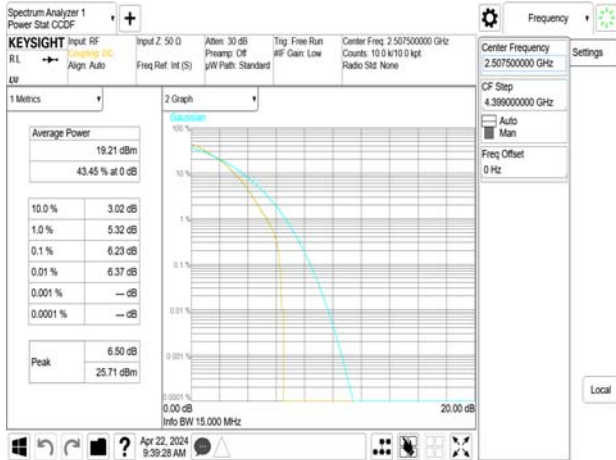 Spectrum Analyzer 1
Power Stat CCDF
Frequency
KEYSIGHT
RL
Input: RF
Coupling: DC
Align: Auto
Input Z: 50 Ω
Freq Ref: Int (S)
Atten: 30 dB
Preamp: Off
µW Path: Standard
Trig: Free Run
#IF Gain: Low
Center Freq: 2.507500000 GHz
Counts: 10.0 k/10.0 kpt
Radio Std: None
Center Frequency
2.507500000 GHz
Settings
CF Step
4.399000000 GHz
Auto
Man
Freq Offset
0 Hz
Local
1 Metrics
Average Power
19.21 dBm
43.45 % at 0 dB
10.0 % 3.02 dB
1.0 % 5.32 dB
0.1 % 6.23 dB
0.01 % 6.37 dB
0.001 % --- dB
0.0001 % --- dB
Peak 6.50 dB
25.71 dBm
2 Graph
Gaussian
100 %
10 %
1 %
0.1 %
0.01 %
0.001 %
0.0001 %
0.00 dB 20.00 dB
Info BW 15.000 MHz
Apr 22, 2024
9:39:28 AM